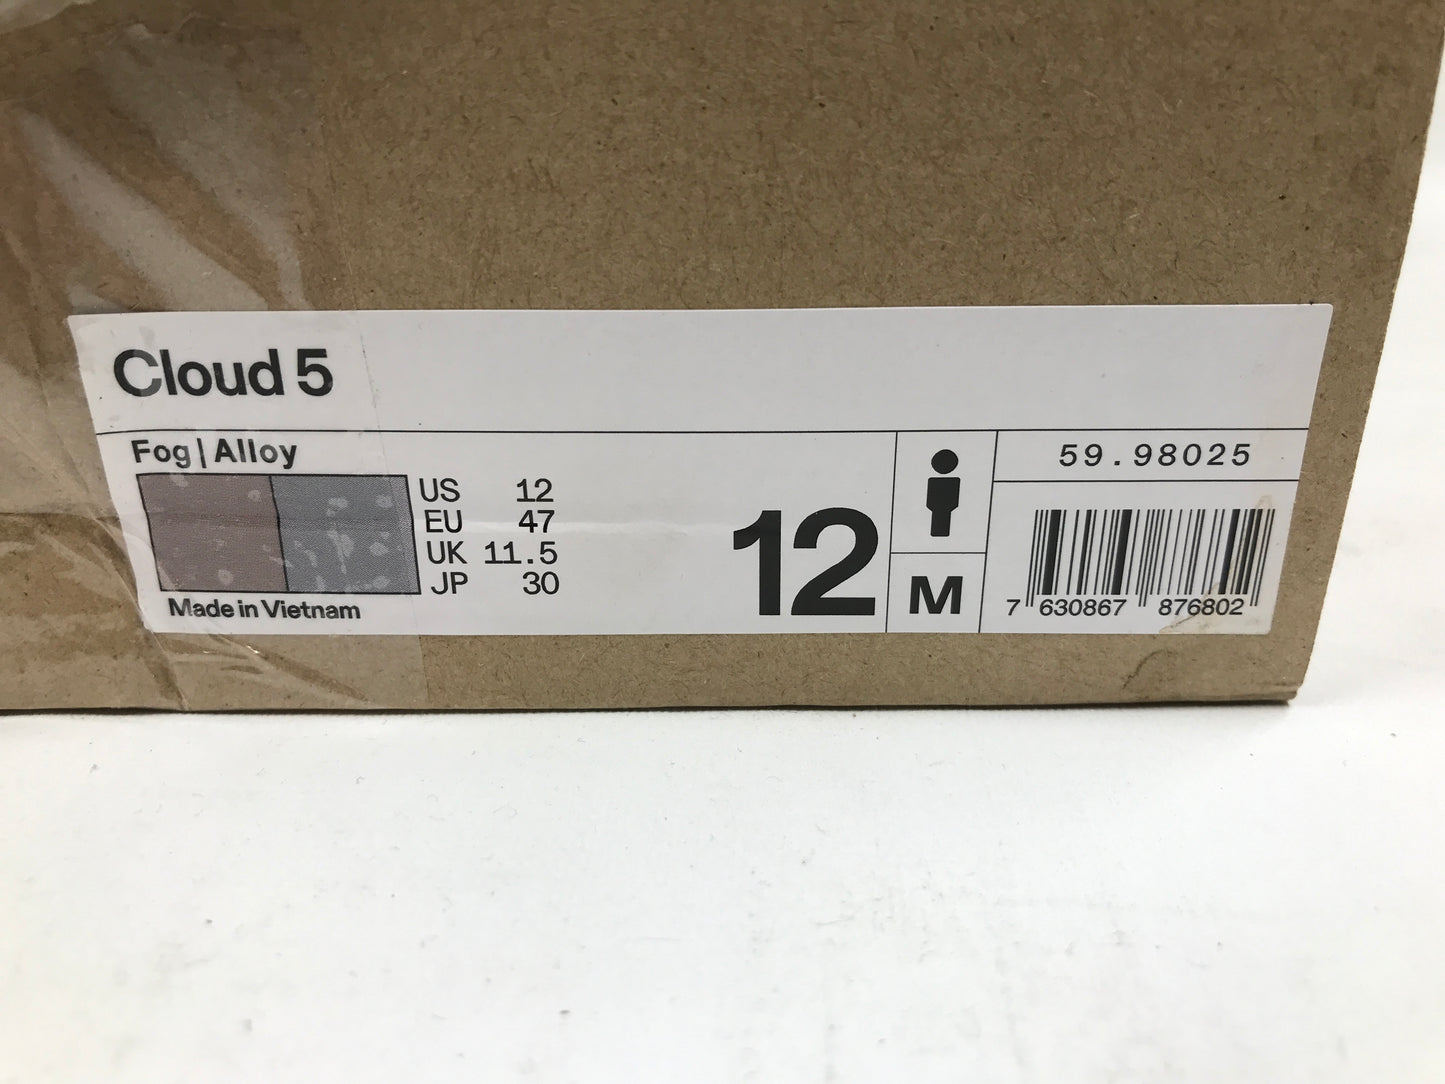 Cloud 5
Fog | Alloy
US 12
EU 47
UK 11.5
JP 30
Made in Vietnam
12
M
59.98025
7 630867 876802